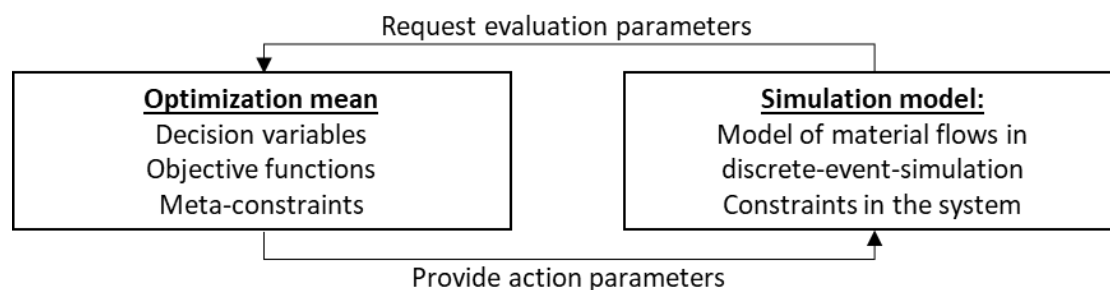 Request evaluation parameters
Optimization mean
Decision variables
Objective functions
Meta-constraints
Simulation model:
Model of material flows in
discrete-event-simulation
Constraints in the system
Provide action parameters